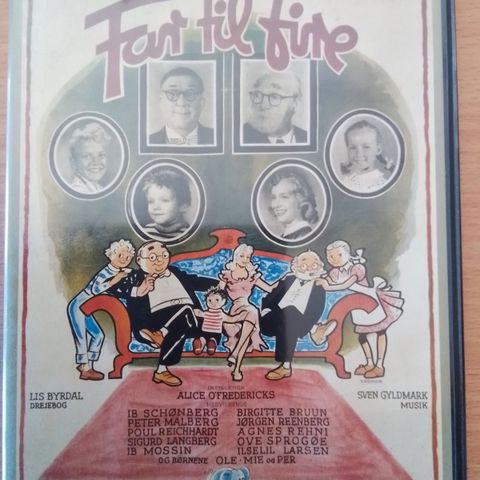 Far til fire
LIS BYRDAL
DREJEBOG
INSTRUKTION
ALICE O'FREDERICKS
MEDVIRKENDE
SVEN GYLDMARK
MUSIK
IB SCHØNBERG
PETER MALBERG
POUL REICHHARDT
SIGURD LANGBERG
IB MOSSIN
BIRGITTE BRUUN
JØRGEN REENBERG
AGNES REHNI
OVE SPROGØE
ILSELIL LARSEN
OG BØRNENE OLE - MIE OG PER